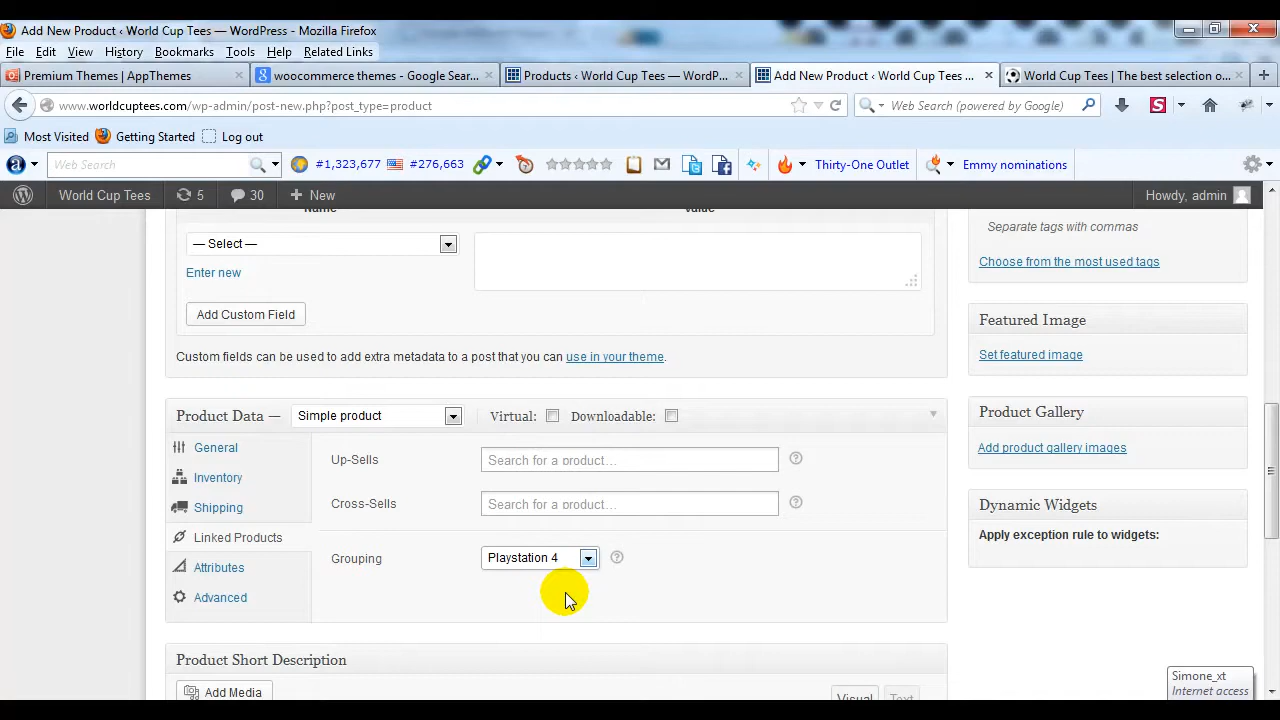 Add New Product ‹ World Cup Tees — WordPress - Mozilla Firefox
File Edit View History Bookmarks Tools Help Related Links
Premium Themes | AppThemes
woocommerce themes - Google Sear...
Products ‹ World Cup Tees — WordP...
Add New Product ‹ World Cup Tees ...
World Cup Tees | The best selection o...
www.worldcuptees.com/wp-admin/post-new.php?post_type=product
Web Search (powered by Google)
Most Visited Getting Started Log out
Web Search #1,323,677 #276,663 Thirty-One Outlet Emmy nominations
World Cup Tees 5 30 + New Howdy, admin
Name Value
— Select —
Enter new
Add Custom Field
Custom fields can be used to add extra metadata to a post that you can use in your theme.
Separate tags with commas
Choose from the most used tags
Featured Image
Set featured image
Product Gallery
Add product gallery images
Dynamic Widgets
Apply exception rule to widgets:
Product Data — Simple product Virtual: Downloadable:
General
Inventory
Shipping
Linked Products
Attributes
Advanced
Up-Sells Search for a product…
Cross-Sells Search for a product…
Grouping Playstation 4
Product Short Description
Add Media Visual Text
Simone_xt
Internet access